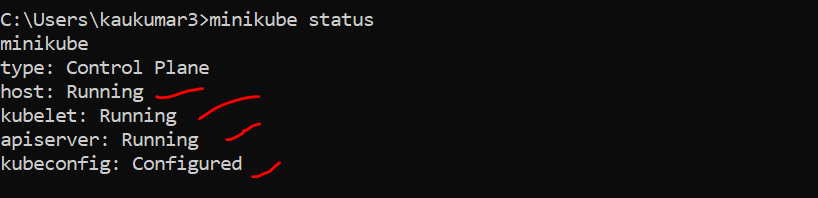 C:\Users\kaukumar3>minikube status
minikube
type: Control Plane
host: Running
kubelet: Running
apiserver: Running
kubeconfig: Configured